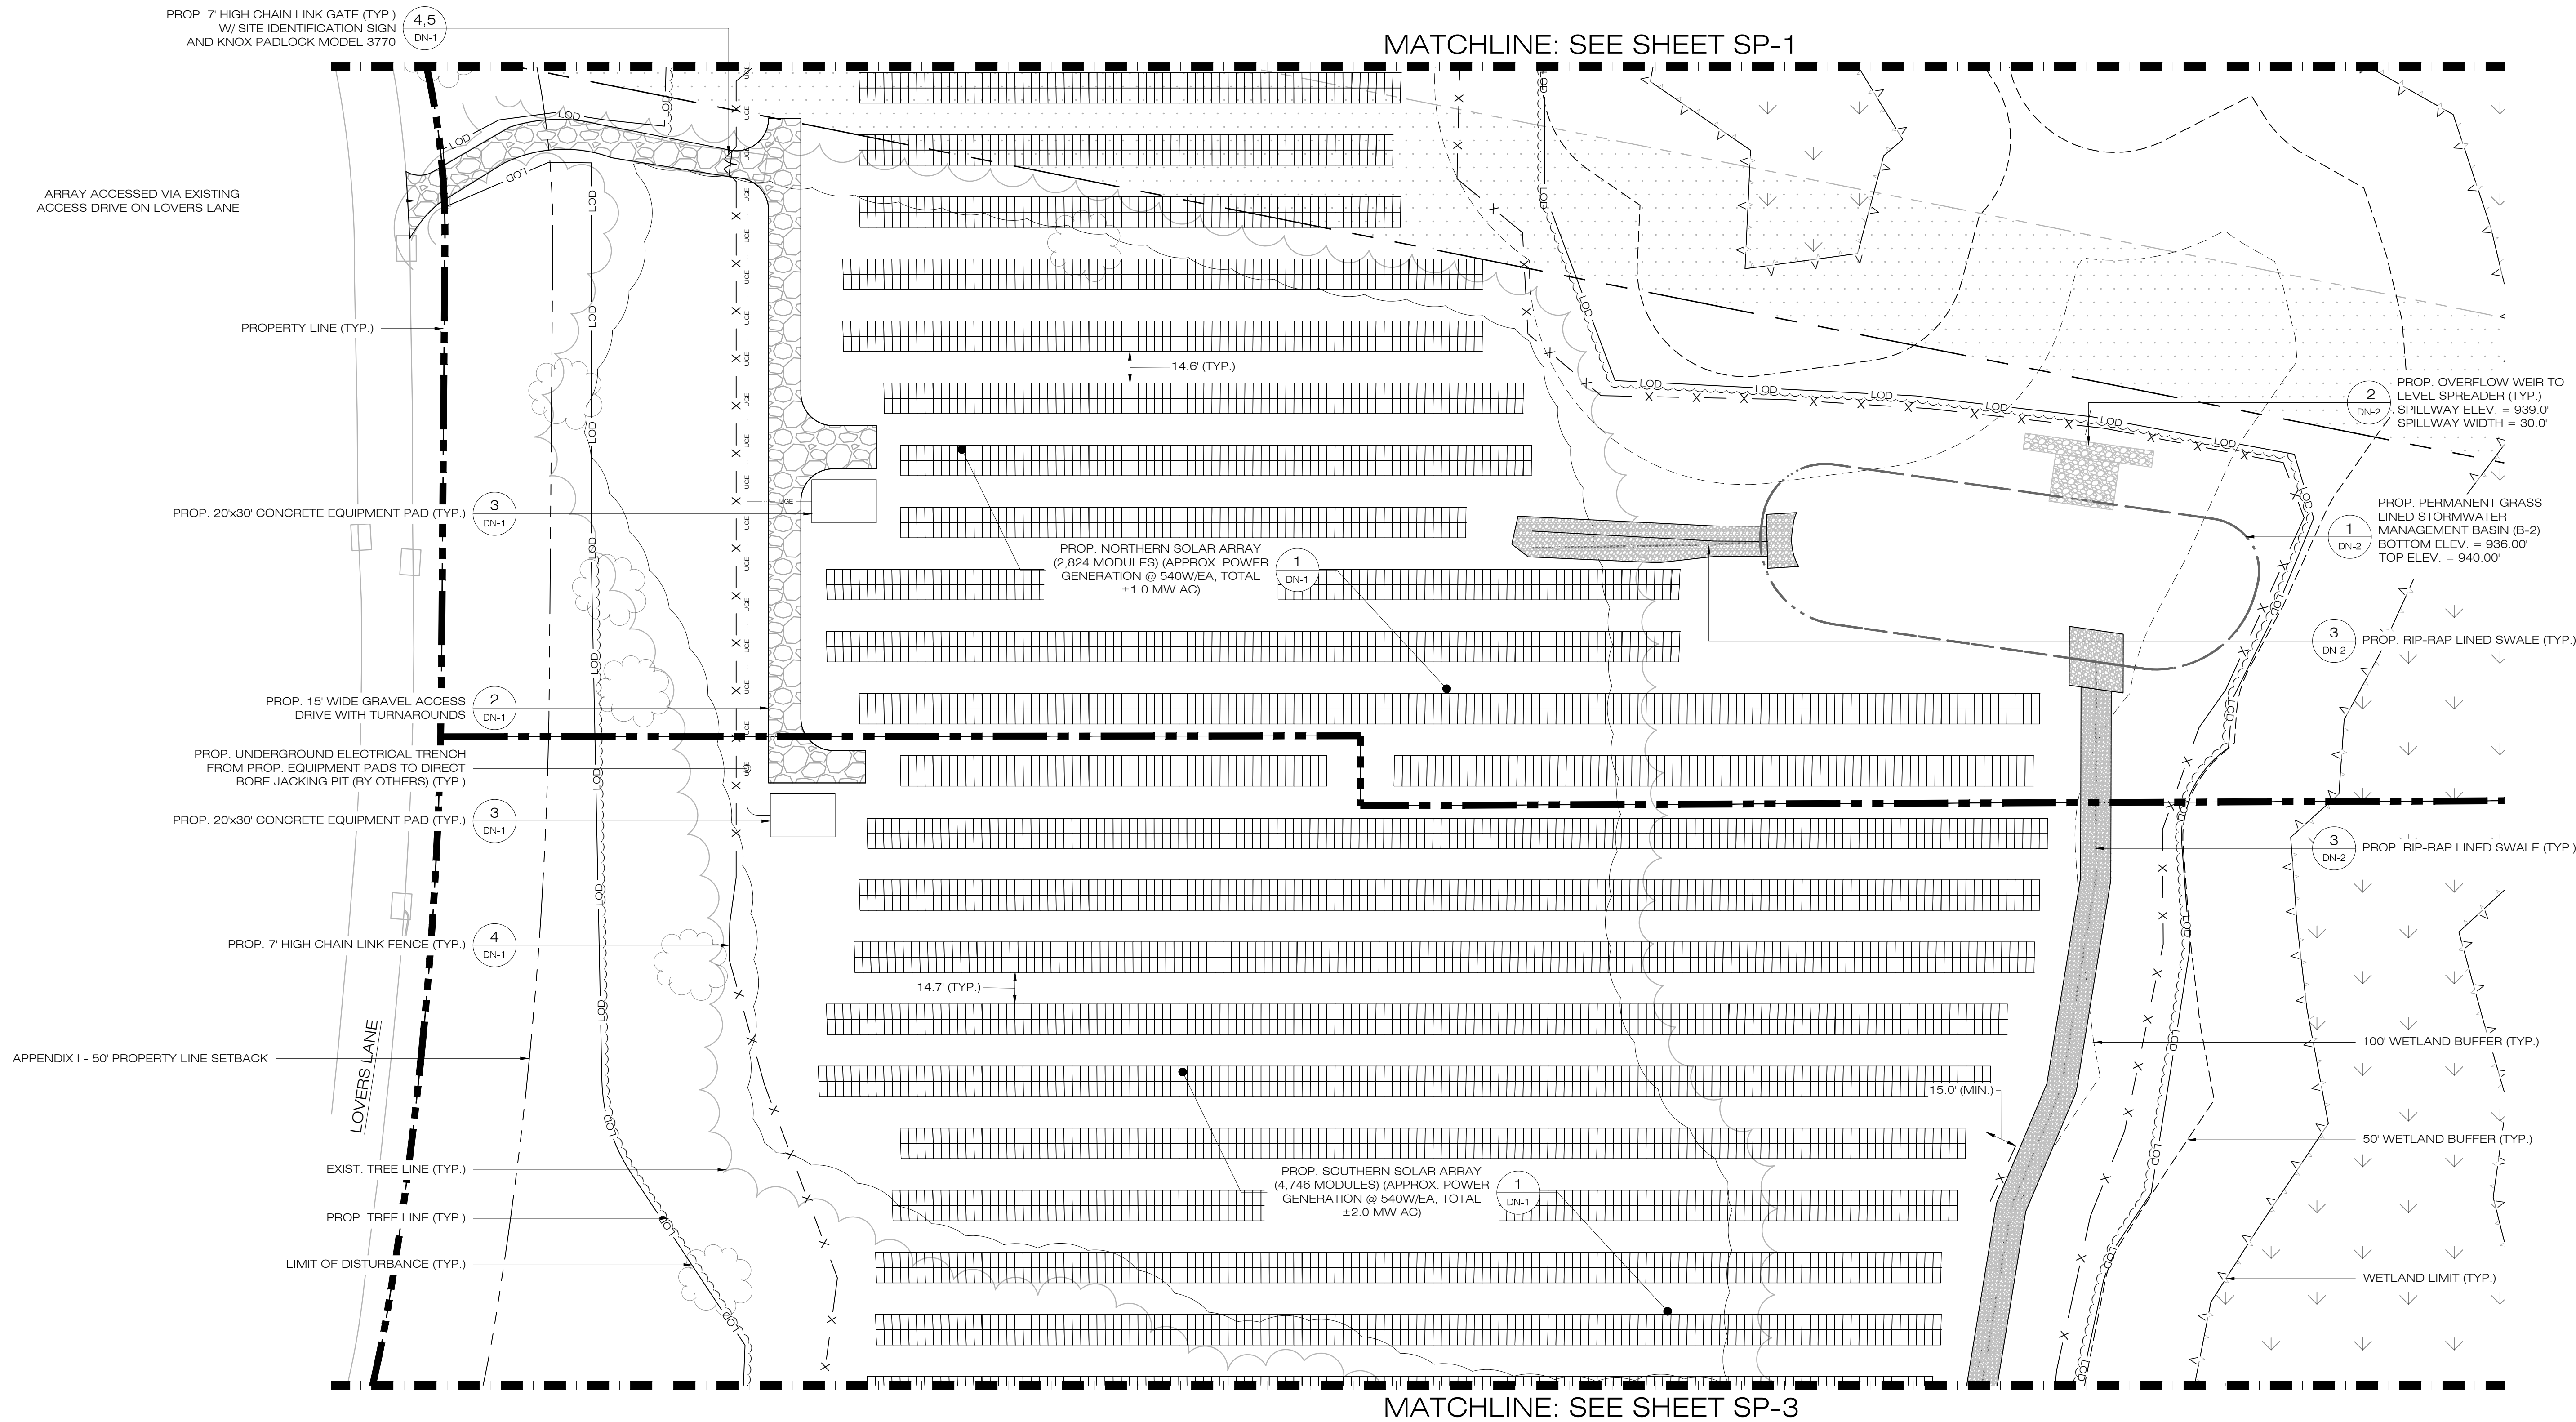 MATCHLINE: SEE SHEET SP-1
PROP. 7' HIGH CHAIN LINK GATE (TYP.)
W/ SITE IDENTIFICATION SIGN
AND KNOX PADLOCK MODEL 3770
4,5
DN-1
ARRAY ACCESSED VIA EXISTING
ACCESS DRIVE ON LOVERS LANE
PROPERTY LINE (TYP.)
14.6' (TYP.)
2
DN-2
PROP. OVERFLOW WEIR TO
LEVEL SPREADER (TYP.)
SPILLWAY ELEV. = 939.0'
SPILLWAY WIDTH = 30.0'
PROP. 20'x30' CONCRETE EQUIPMENT PAD (TYP.)
3
DN-1
1
DN-2
PROP. PERMANENT GRASS
LINED STORMWATER
MANAGEMENT BASIN (B-2)
BOTTOM ELEV. = 936.00'
TOP ELEV. = 940.00'
PROP. NORTHERN SOLAR ARRAY
(2,824 MODULES) (APPROX. POWER
GENERATION @ 540W/EA, TOTAL
±1.0 MW AC)
1
DN-1
3
DN-2
PROP. RIP-RAP LINED SWALE (TYP.)
PROP. 15' WIDE GRAVEL ACCESS
DRIVE WITH TURNAROUNDS
2
DN-1
PROP. UNDERGROUND ELECTRICAL TRENCH
FROM PROP. EQUIPMENT PADS TO DIRECT
BORE JACKING PIT (BY OTHERS) (TYP.)
PROP. 20'x30' CONCRETE EQUIPMENT PAD (TYP.)
3
DN-1
3
DN-2
PROP. RIP-RAP LINED SWALE (TYP.)
PROP. 7' HIGH CHAIN LINK FENCE (TYP.)
4
DN-1
14.7' (TYP.)
LOVERS LANE
APPENDIX I - 50' PROPERTY LINE SETBACK
100' WETLAND BUFFER (TYP.)
15.0' (MIN.)
50' WETLAND BUFFER (TYP.)
EXIST. TREE LINE (TYP.)
PROP. SOUTHERN SOLAR ARRAY
(4,746 MODULES) (APPROX. POWER
GENERATION @ 540W/EA, TOTAL
±2.0 MW AC)
1
DN-1
PROP. TREE LINE (TYP.)
LIMIT OF DISTURBANCE (TYP.)
WETLAND LIMIT (TYP.)
LOD
UGE
MATCHLINE: SEE SHEET SP-3